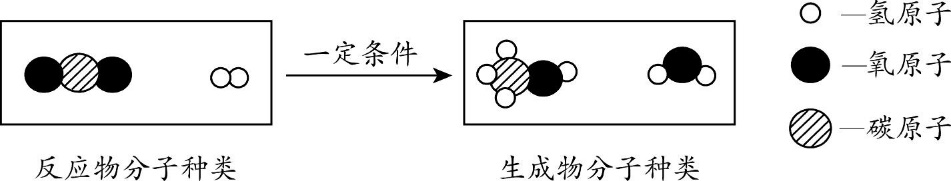 一定条件
—氢原子
—氧原子
—碳原子
反应物分子种类
生成物分子种类